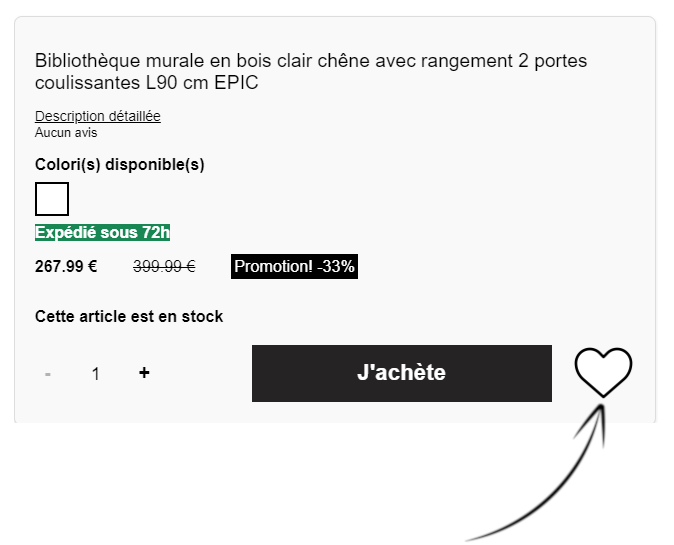 Bibliothèque murale en bois clair chêne avec rangement 2 portes
coulissantes L90 cm EPIC
Description détaillée
Aucun avis
Colori(s) disponible(s)
Expédié sous 72h
267.99 € 399.99 € Promotion! -33%
Cette article est en stock
- 1 + J'achète